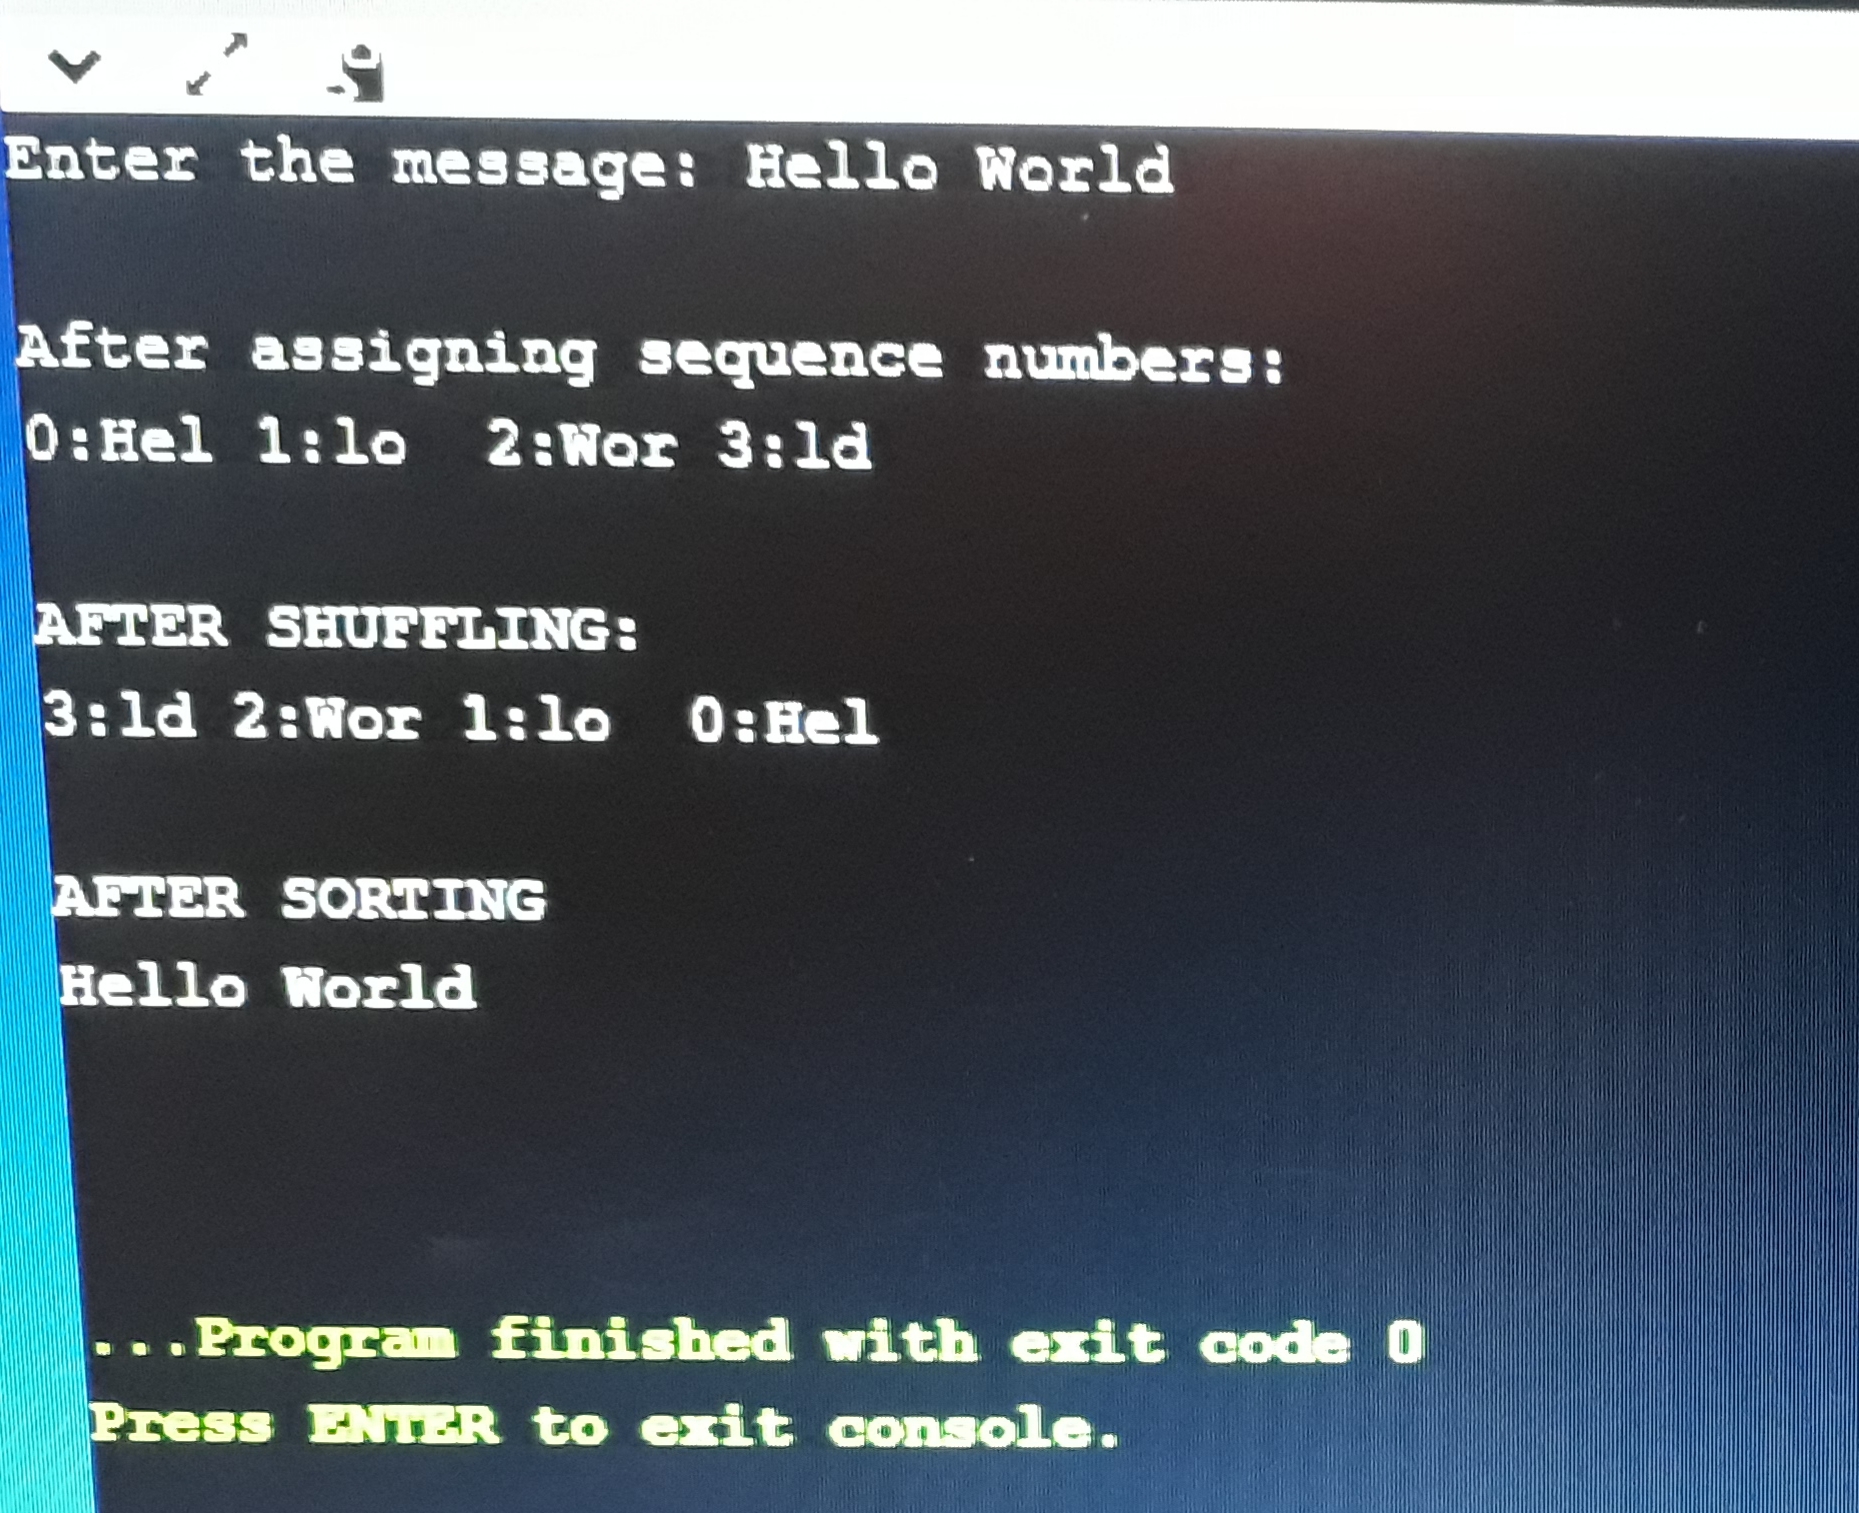 Enter the message: Hello World
After assigning sequence numbers:
0:Hel 1:lo  2:Wor 3:ld
AFTER SHUFFLING:
3:ld 2:Wor 1:lo  0:Hel
AFTER SORTING
Hello World
...Program finished with exit code 0
Press ENTER to exit console.